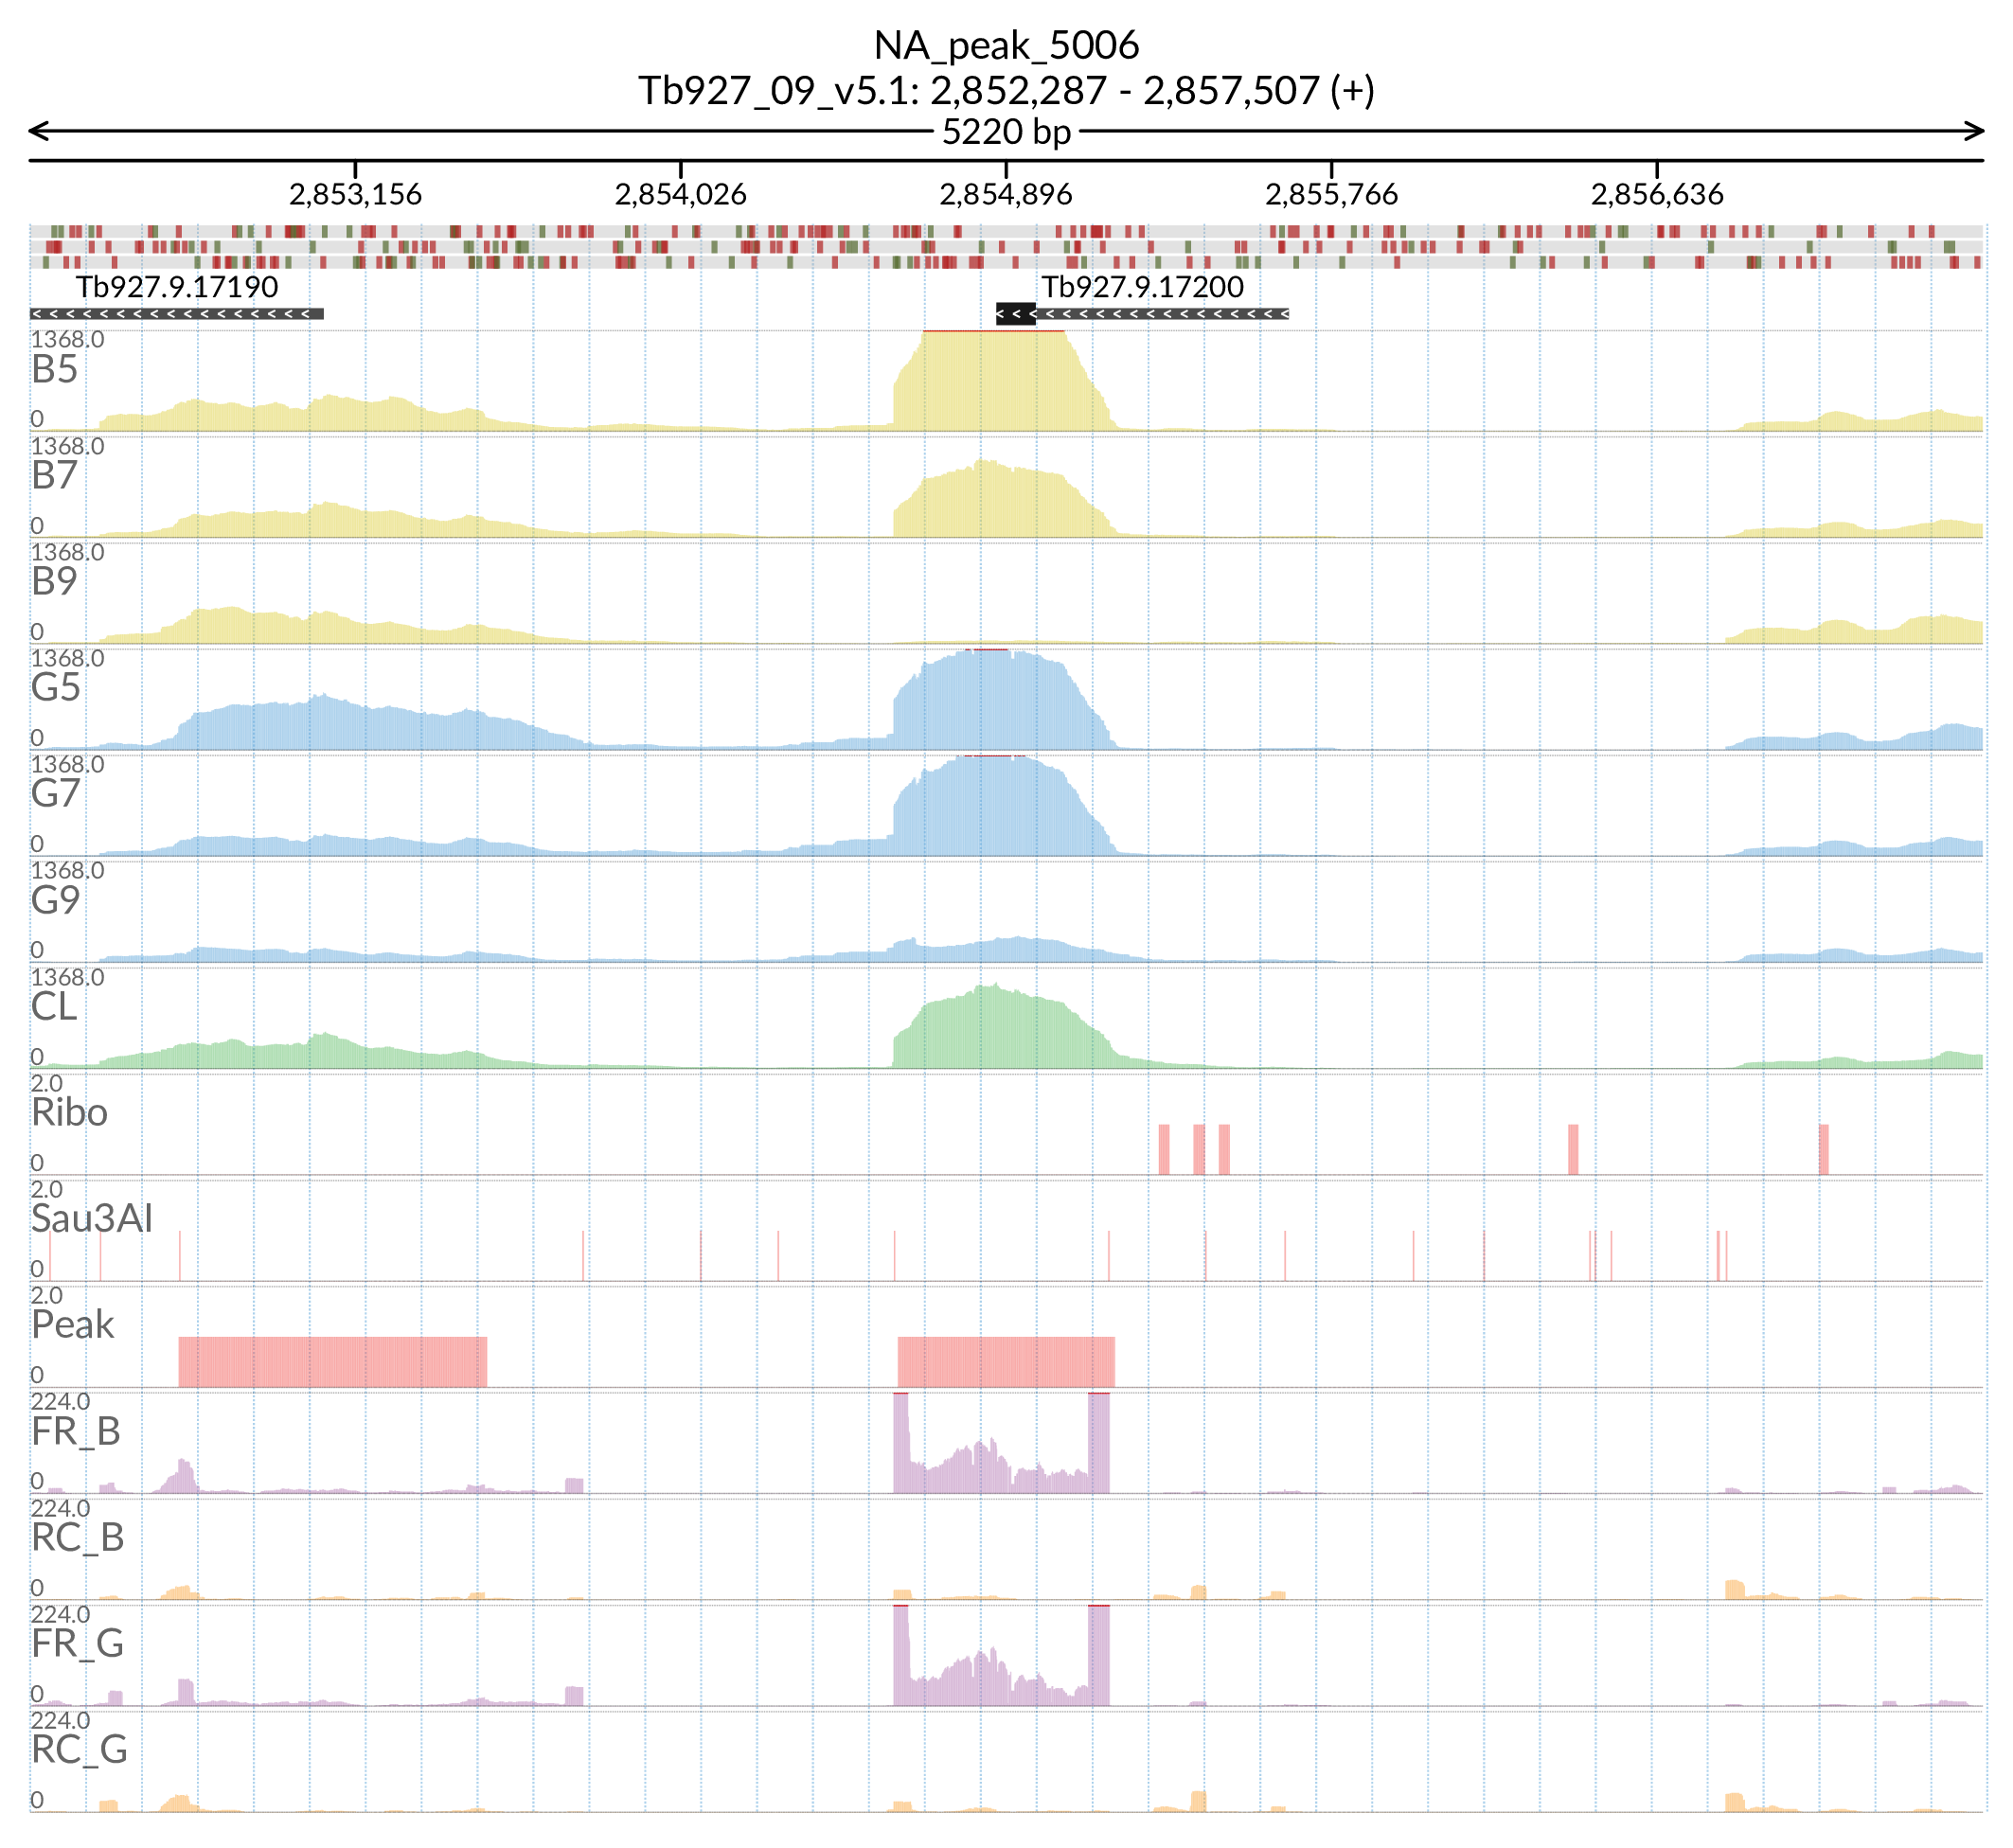 NA_peak_5006
Tb927_09_v5.1: 2,852,287 - 2,857,507 (+)
5220 bp
2,853,156 2,854,026 2,854,896 2,855,766 2,856,636
Tb927.9.17190 Tb927.9.17200
1368.0
B5
0
1368.0
B7
0
1368.0
B9
0
1368.0
G5
0
1368.0
G7
0
1368.0
G9
0
1368.0
CL
0
2.0
Ribo
0
2.0
Sau3AI
0
2.0
Peak
0
224.0
FR_B
0
224.0
RC_B
0
224.0
FR_G
0
224.0
RC_G
0